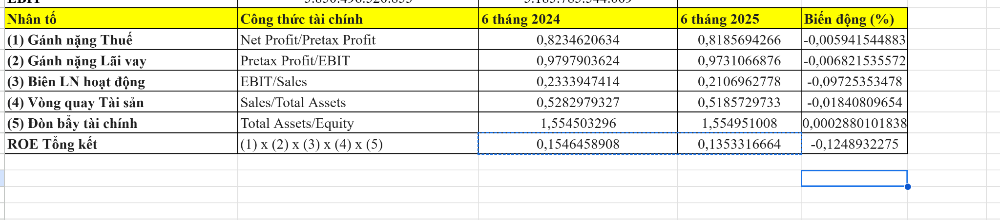 Nhân tố Công thức tài chính 6 tháng 2024 6 tháng 2025 Biến động (%)
(1) Gánh nặng Thuế Net Profit/Pretax Profit 0,8234620634 0,8185694266 -0,005941544883
(2) Gánh nặng Lãi vay Pretax Profit/EBIT 0,9797903624 0,9731066876 -0,006821535572
(3) Biên LN hoạt động EBIT/Sales 0,2333947414 0,2106962778 -0,09725353478
(4) Vòng quay Tài sản Sales/Total Assets 0,5282979327 0,5185729733 -0,01840809654
(5) Đòn bẩy tài chính Total Assets/Equity 1,554503296 1,554951008 0,0002880101838
ROE Tổng kết (1) x (2) x (3) x (4) x (5) 0,1546458908 0,1353316664 -0,1248932275